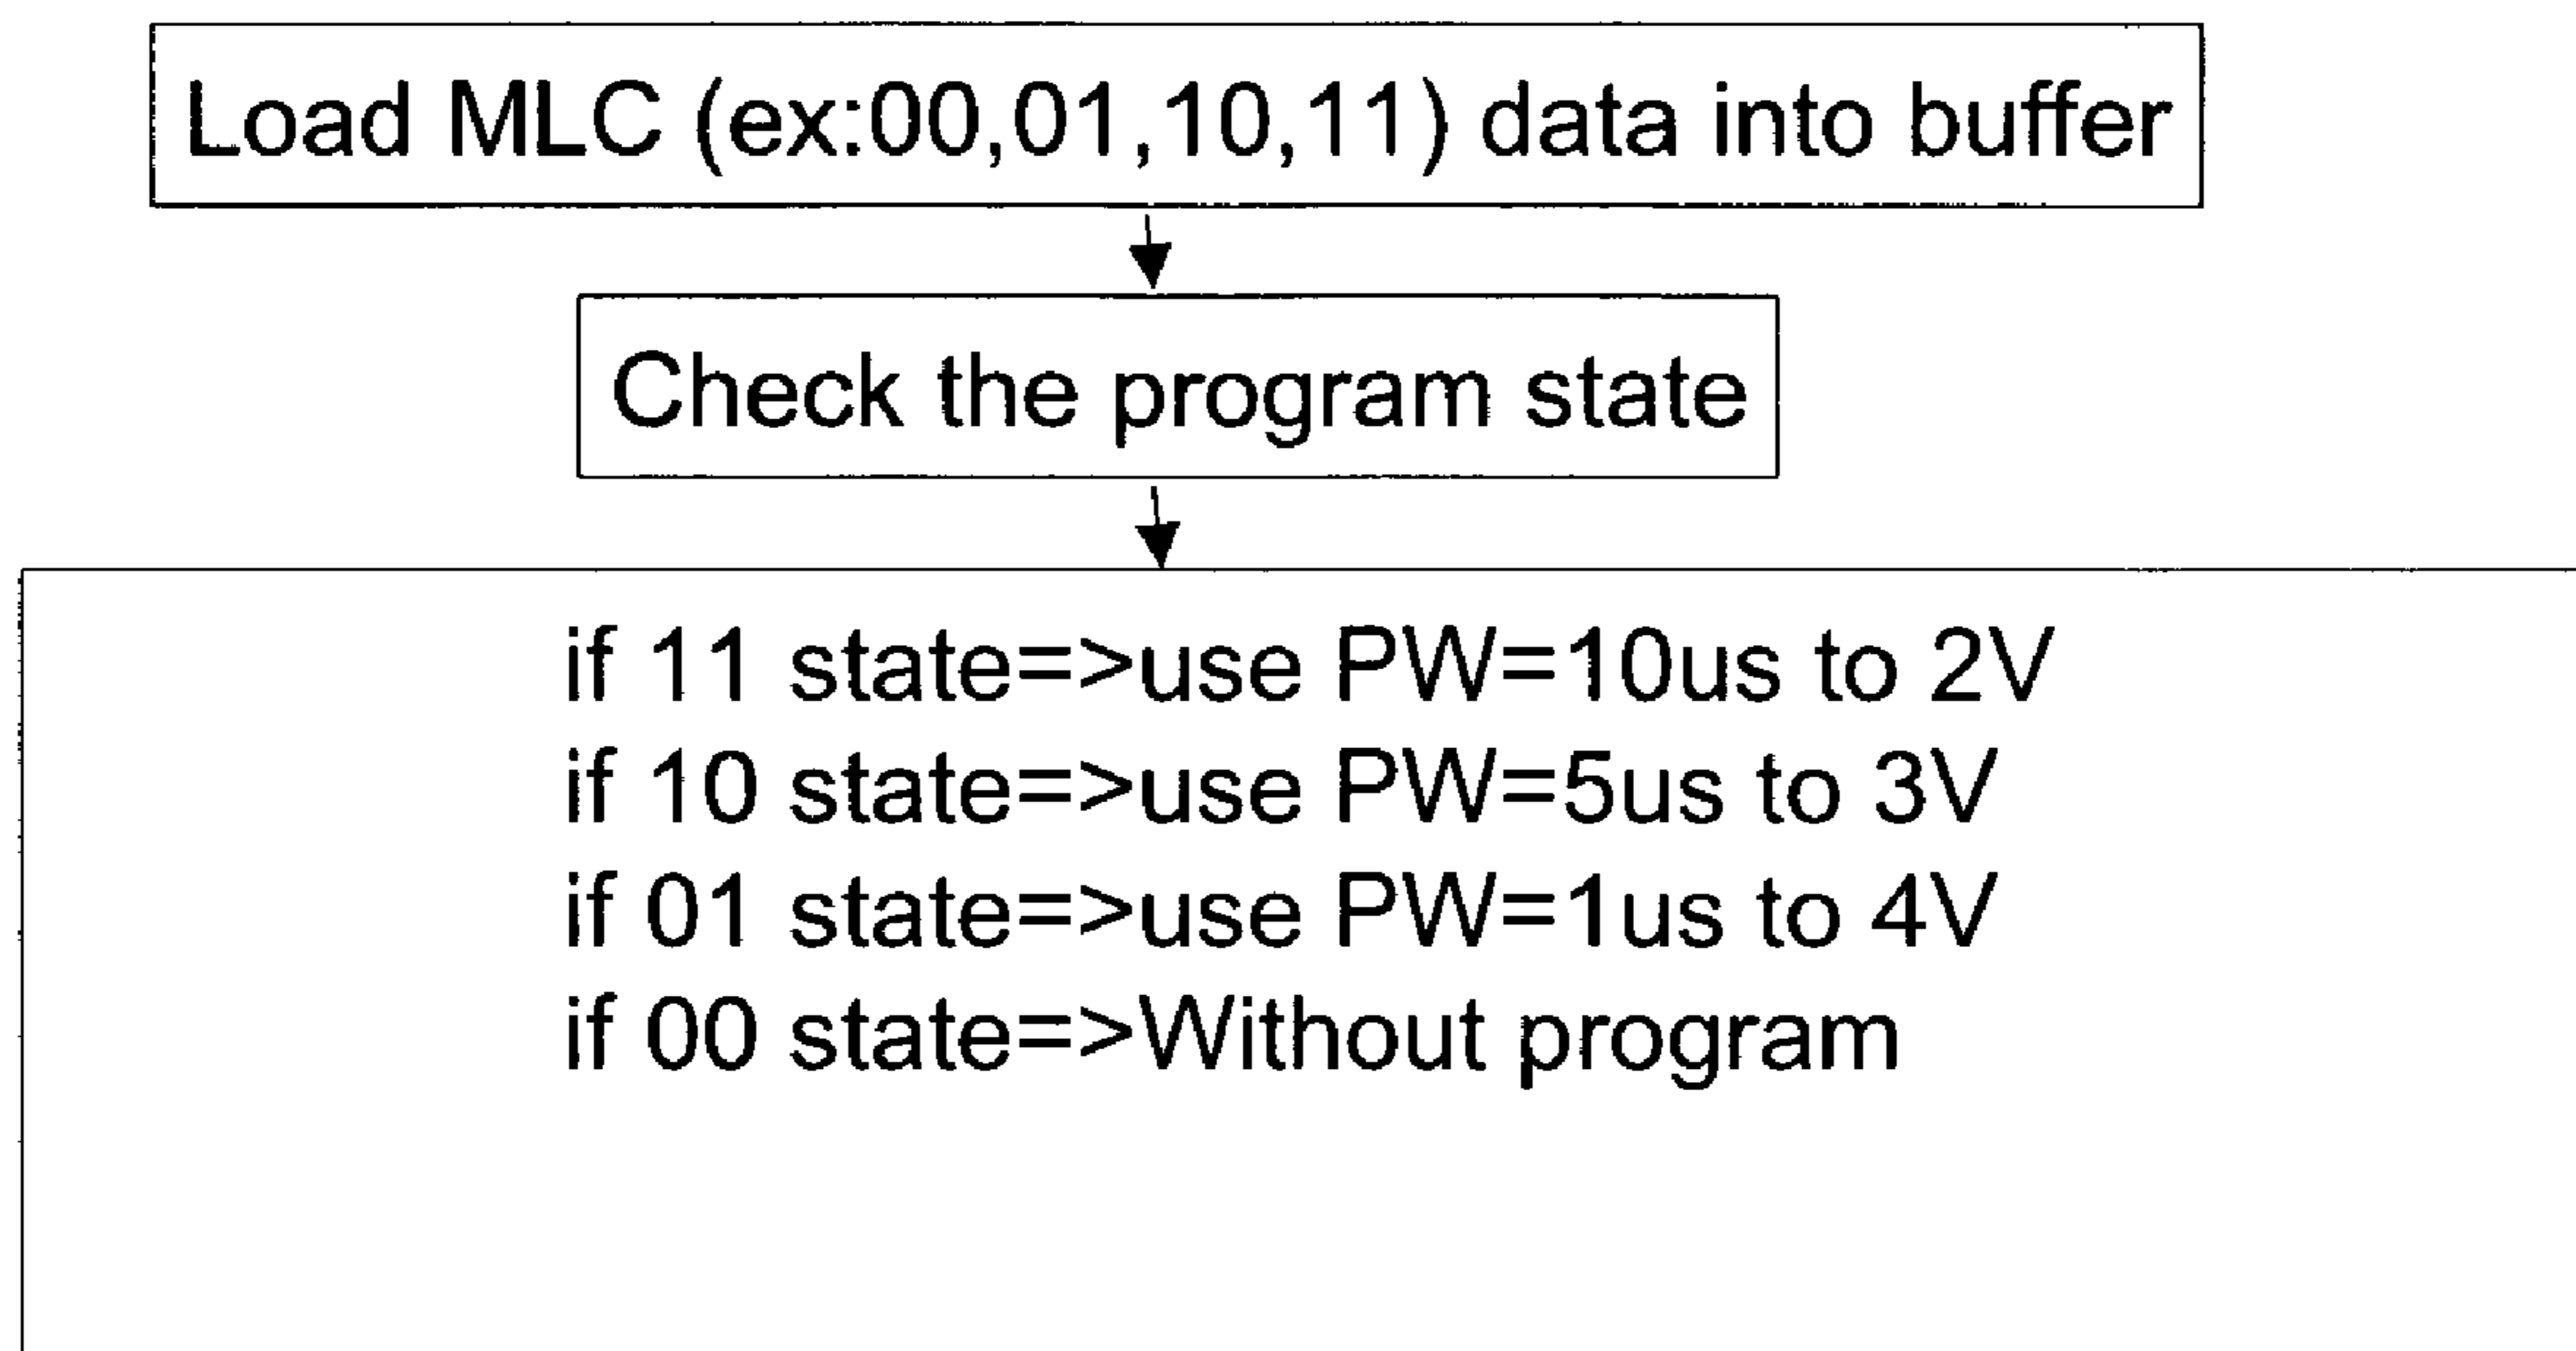 Load MLC (ex:00,01,10,11) data into buffer
Check the program state
if 11 state=>use PW=10us to 2V
if 10 state=>use PW=5us to 3V
if 01 state=>use PW=1us to 4V
if 00 state=>Without program